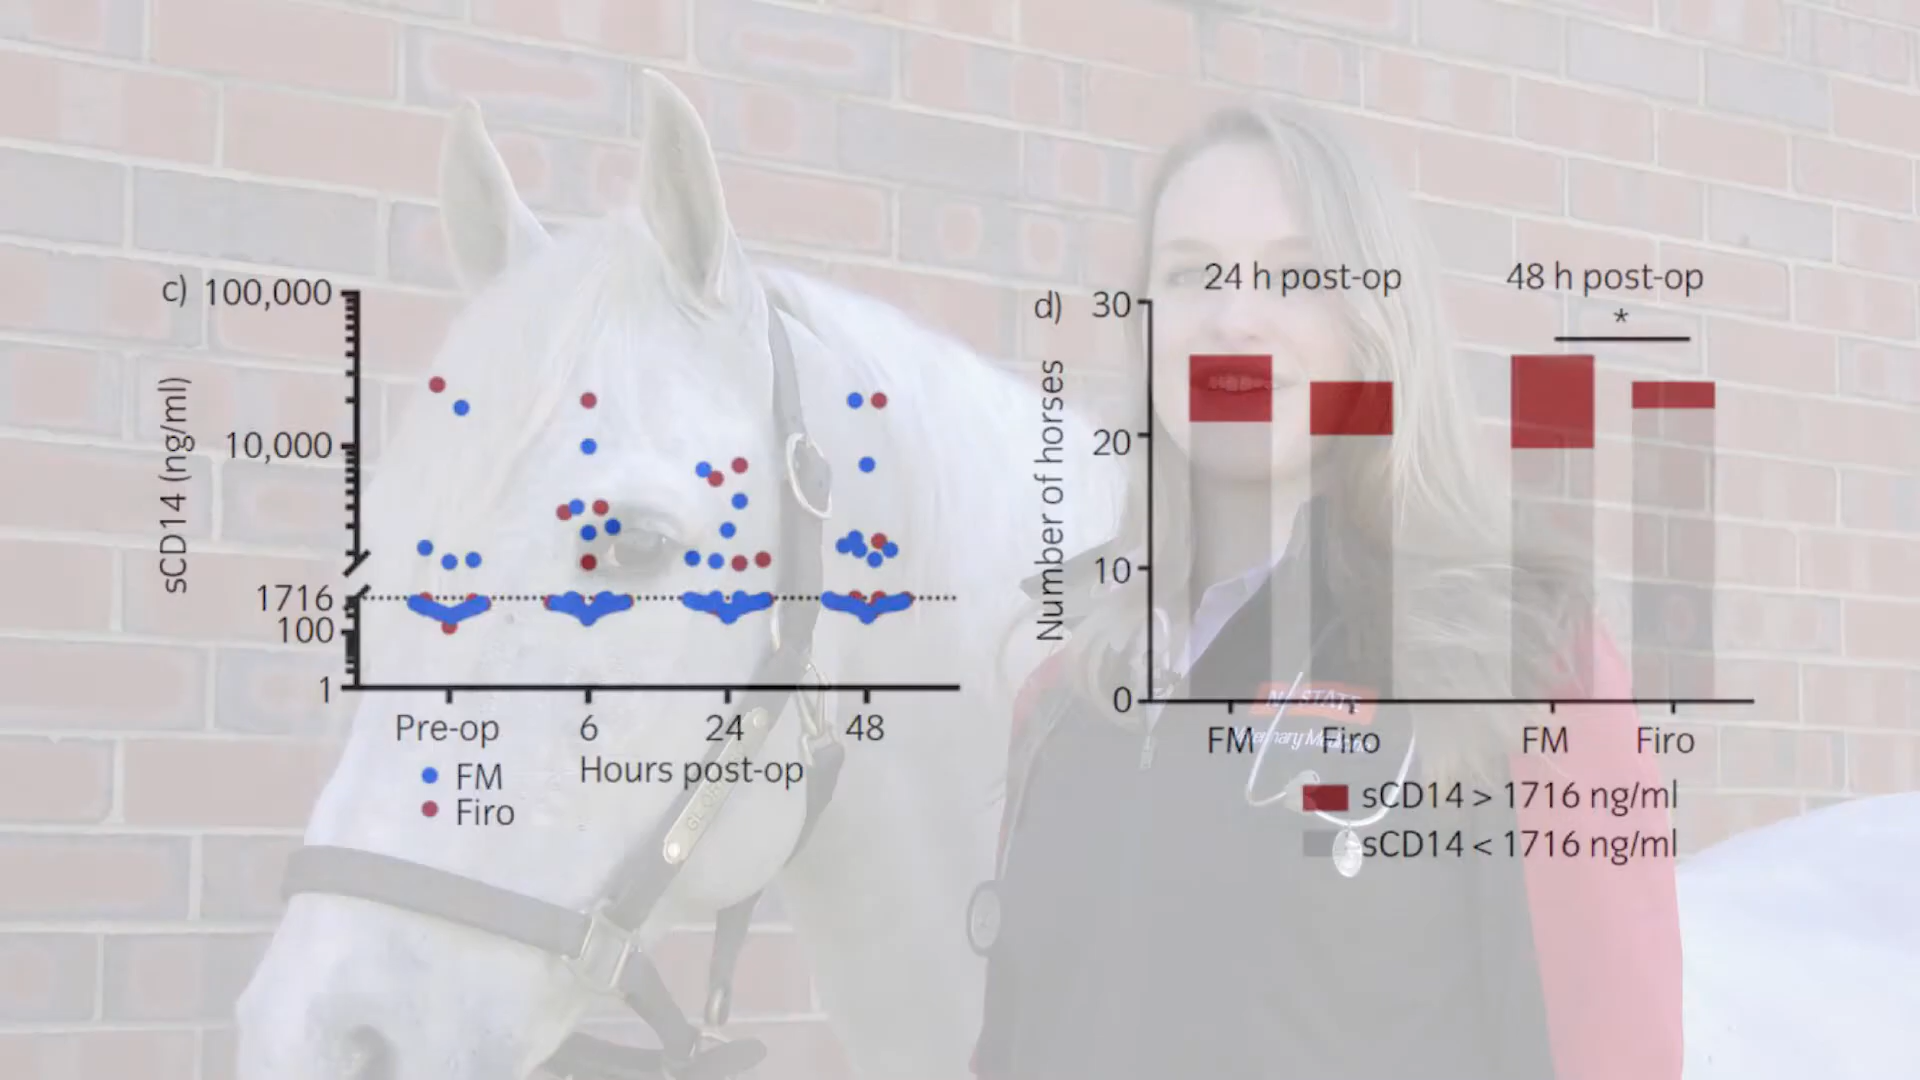 c)
100,000
10,000
1716
100
1
sCD14 (ng/ml)
Pre-op
6
24
48
Hours post-op
FM
Firo
d)
24 h post-op
48 h post-op
*
30
20
10
0
Number of horses
FM
Firo
FM
Firo
sCD14 > 1716 ng/ml
sCD14 < 1716 ng/ml
NC STATE